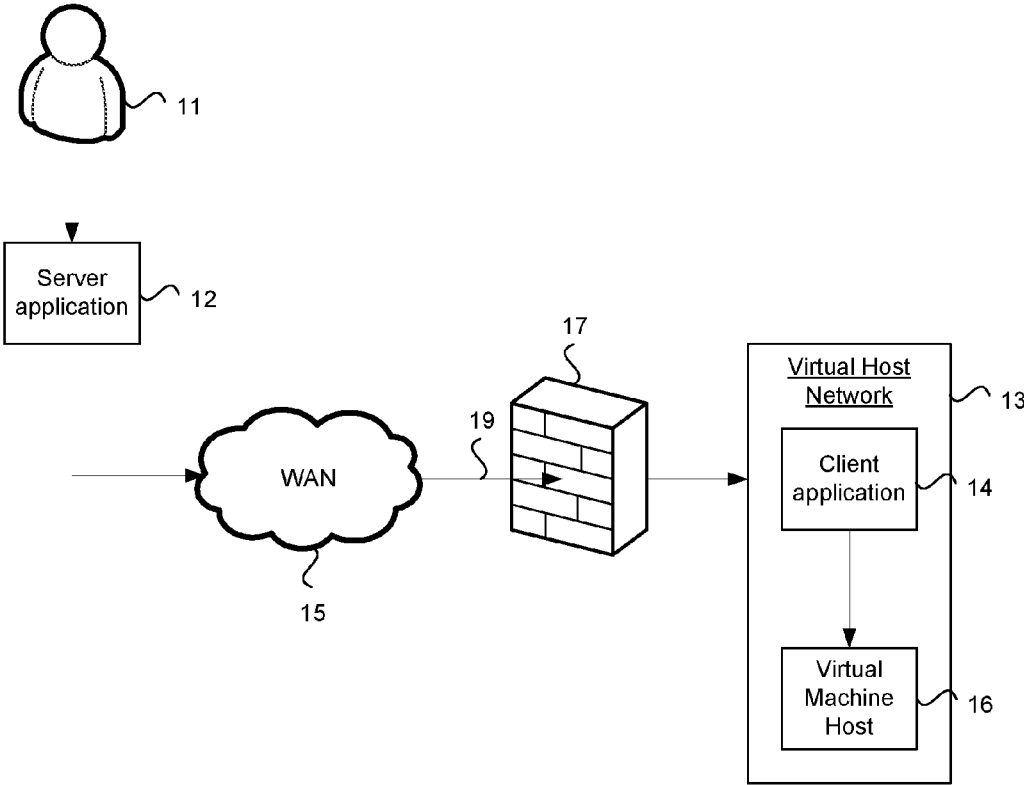 11
Server
application
12
17
Virtual Host
Network
13
19
WAN
Client
application
14
15
Virtual
Machine
Host
16